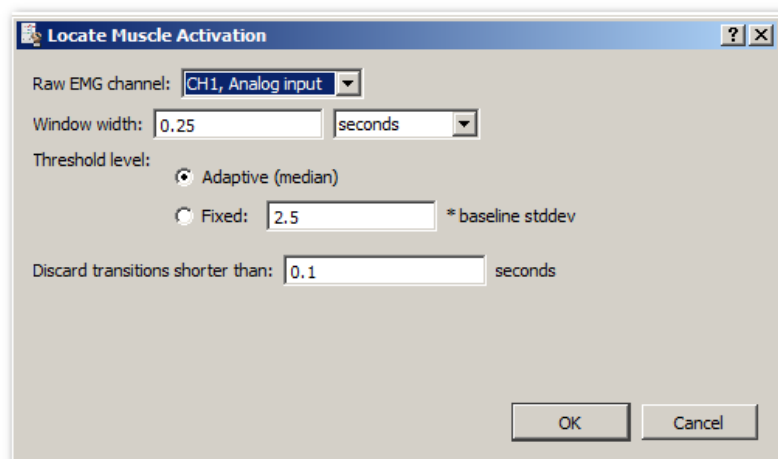 Locate Muscle Activation
Raw EMG channel: CH1, Analog input
Window width: 0.25 seconds
Threshold level:
Adaptive (median)
Fixed: 2.5 * baseline stddev
Discard transitions shorter than: 0.1 seconds
OK Cancel